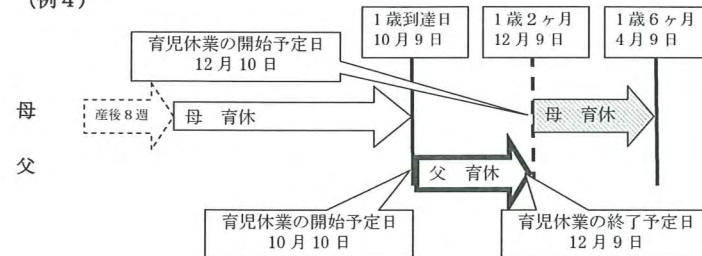 （例４）
１歳到達日
10月9日
１歳２ヶ月
12月9日
１歳６ヶ月
4月9日
育児休業の開始予定日
12月10日
母
産後８週
母　育休
母　育休
父
父　育休
育児休業の開始予定日
10月10日
育児休業の終了予定日
12月9日